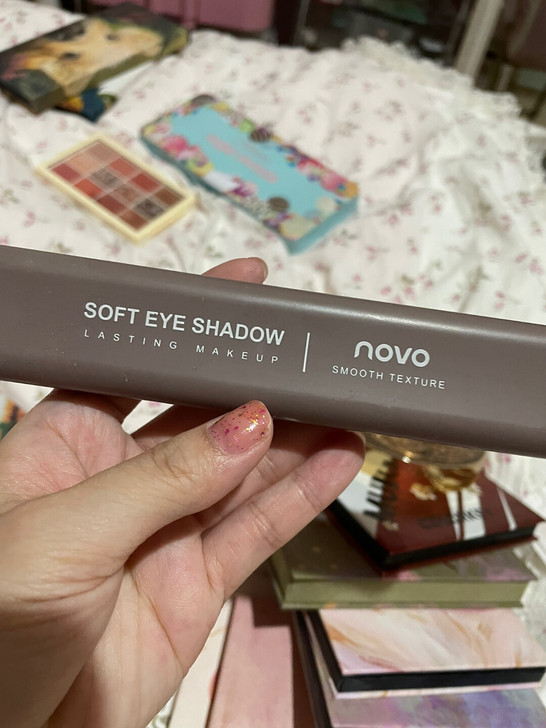 SOFT EYE SHADOW
LASTING MAKEUP
novo
SMOOTH TEXTURE